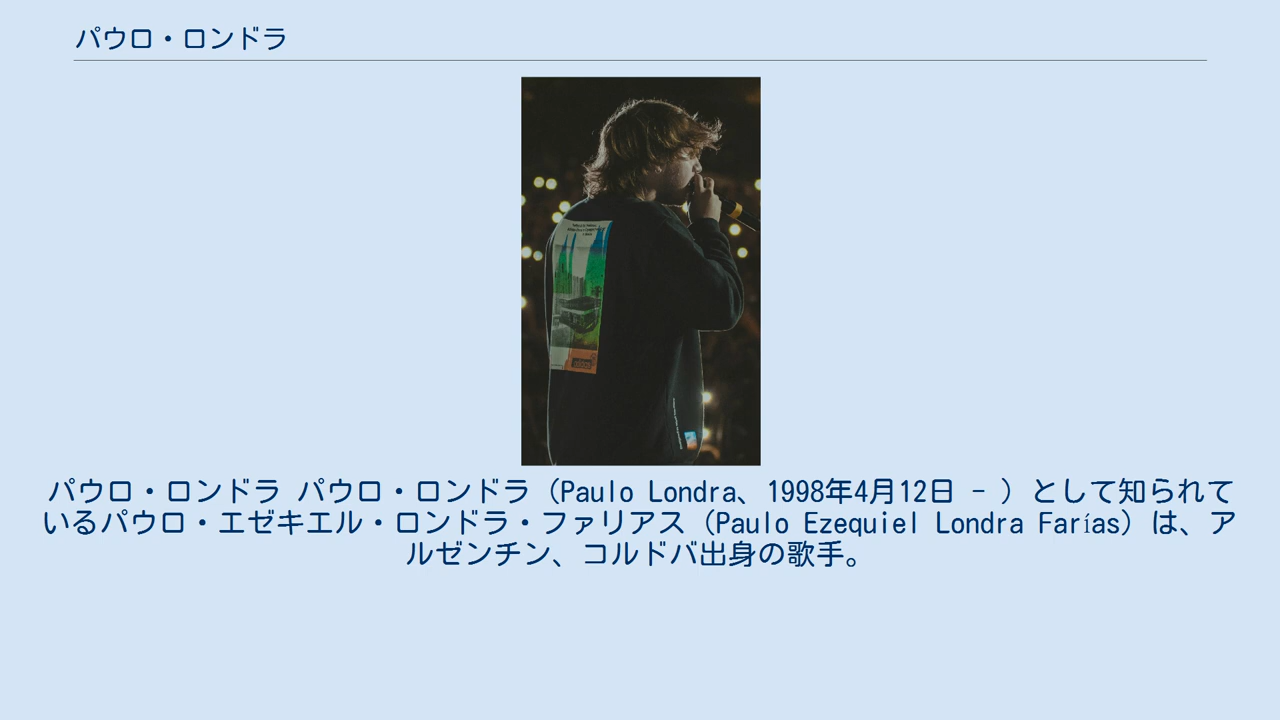 パウロ・ロンドラ
パウロ・ロンドラ パウロ・ロンドラ（Paulo Londra、1998年4月12日 - ）として知られて
いるパウロ・エゼキエル・ロンドラ・ファリアス（Paulo Ezequiel Londra Farías）は、ア
ルゼンチン、コルドバ出身の歌手。